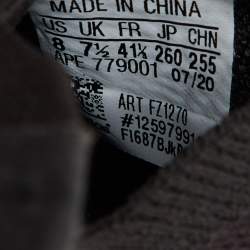 MADE IN CHINA
US UK FR JP CHN
8 7½ 41⅓ 260 255
APE 779001 07/20
ART FZ1270
#12597991